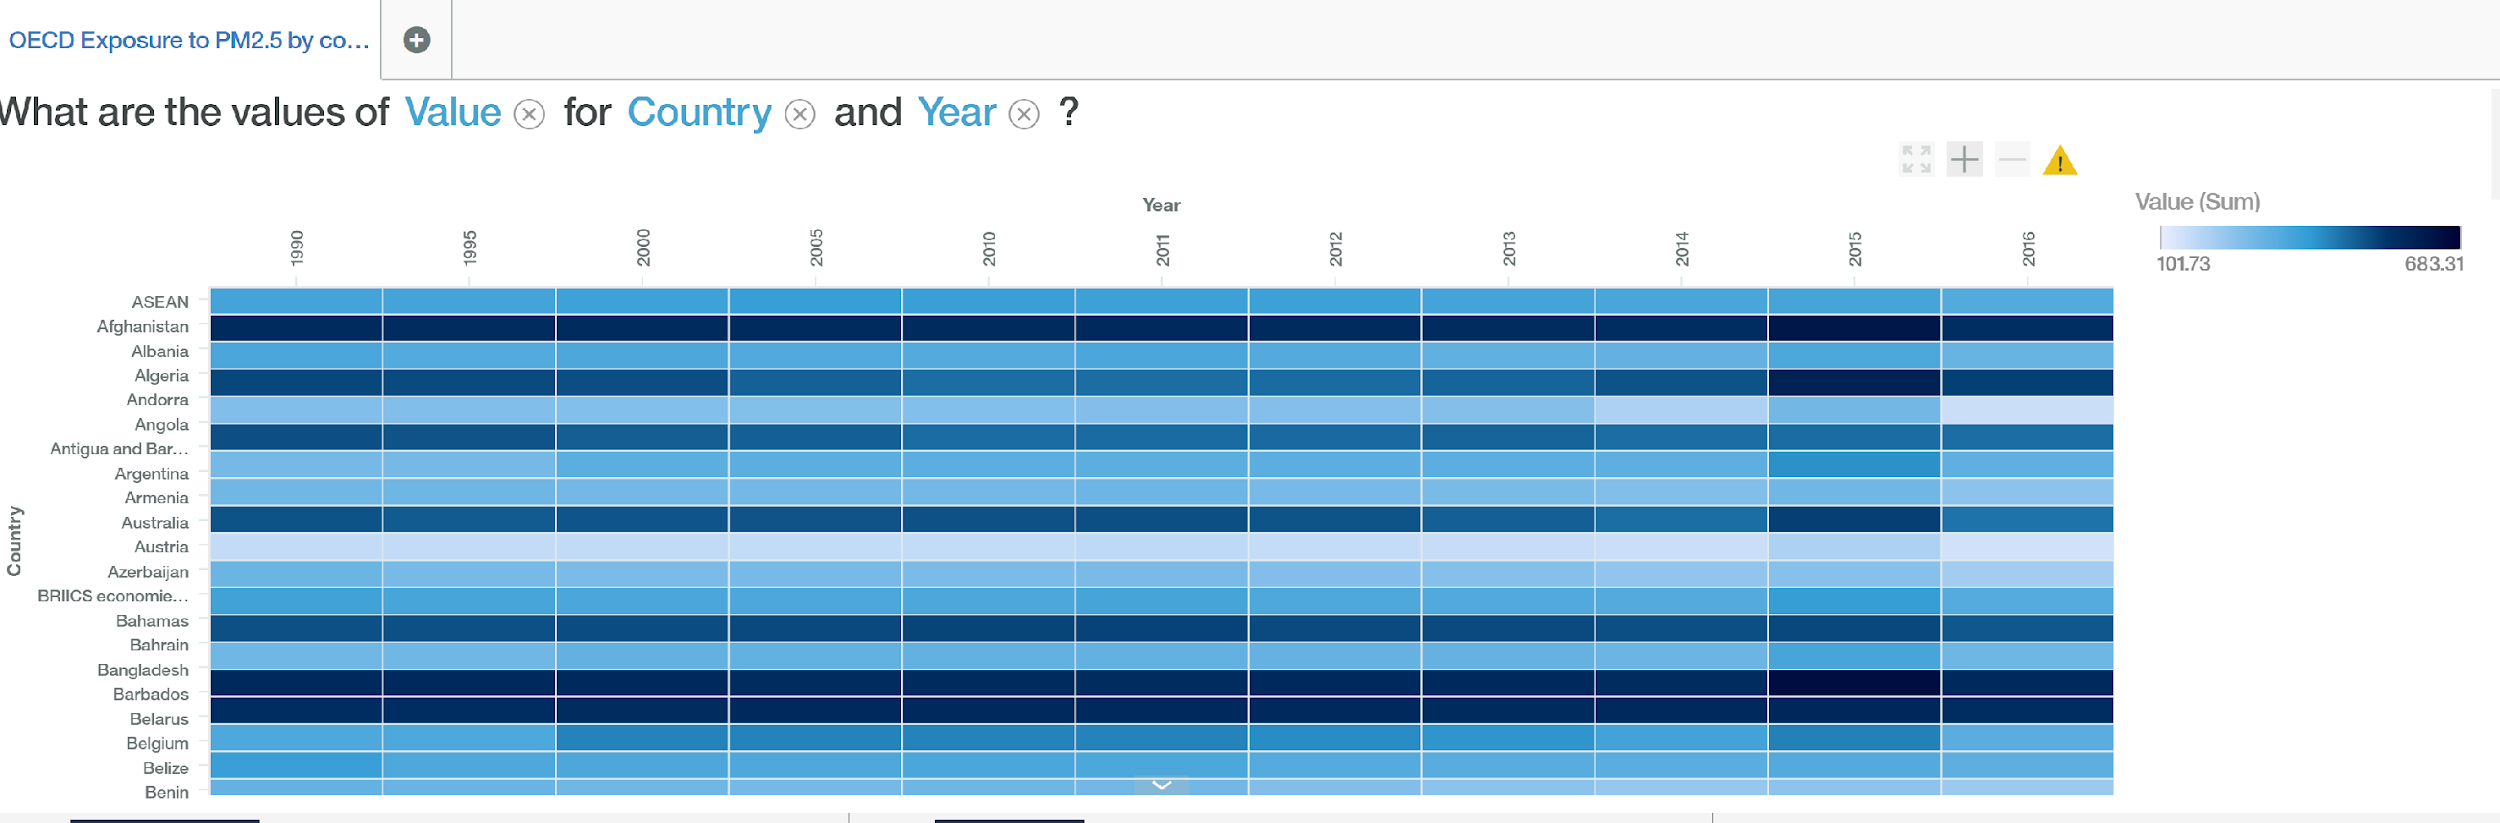 OECD Exposure to PM2.5 by co...
What are the values of Value for Country and Year ?
Year
Value (Sum)
101.73 683.31
1990 1995 2000 2005 2010 2011 2012 2013 2014 2015 2016
Country
ASEAN
Afghanistan
Albania
Algeria
Andorra
Angola
Antigua and Bar...
Argentina
Armenia
Australia
Austria
Azerbaijan
BRIICS economie...
Bahamas
Bahrain
Bangladesh
Barbados
Belarus
Belgium
Belize
Benin